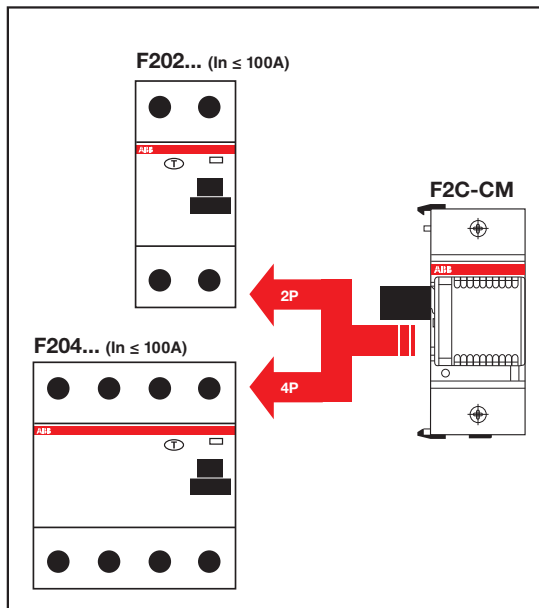 F202... (In ≤ 100A)
ABB
T
F2C-CM
ABB
2P
F204... (In ≤ 100A)
4P
ABB
T